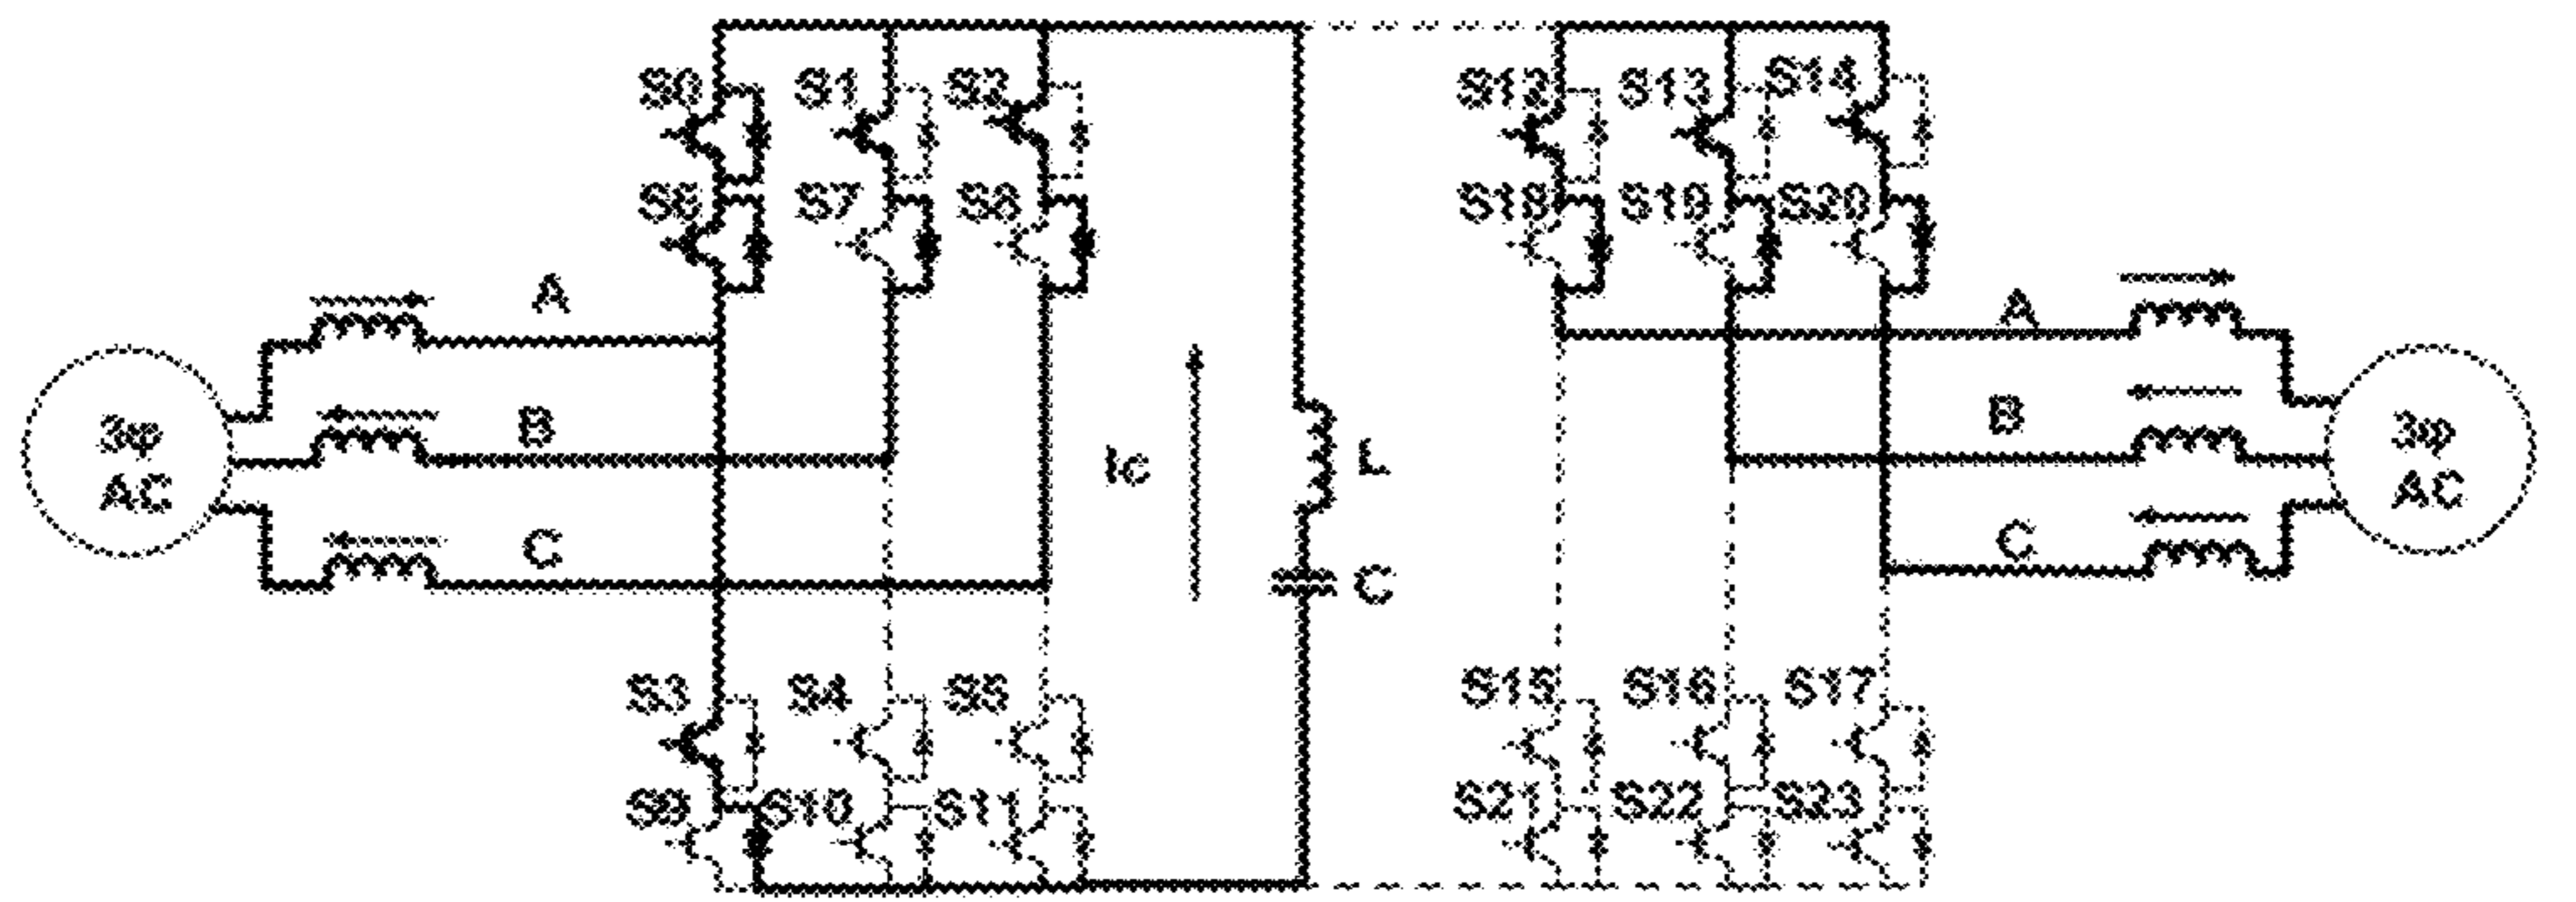 S0 S1 S2 S12 S13 S14
S6 S7 S8 S18 S19 S20
A A
B B
3φ
AC
Ic L
3φ
AC
C C C
S3 S4 S5 S15 S16 S17
S9 S10 S11 S21 S22 S23